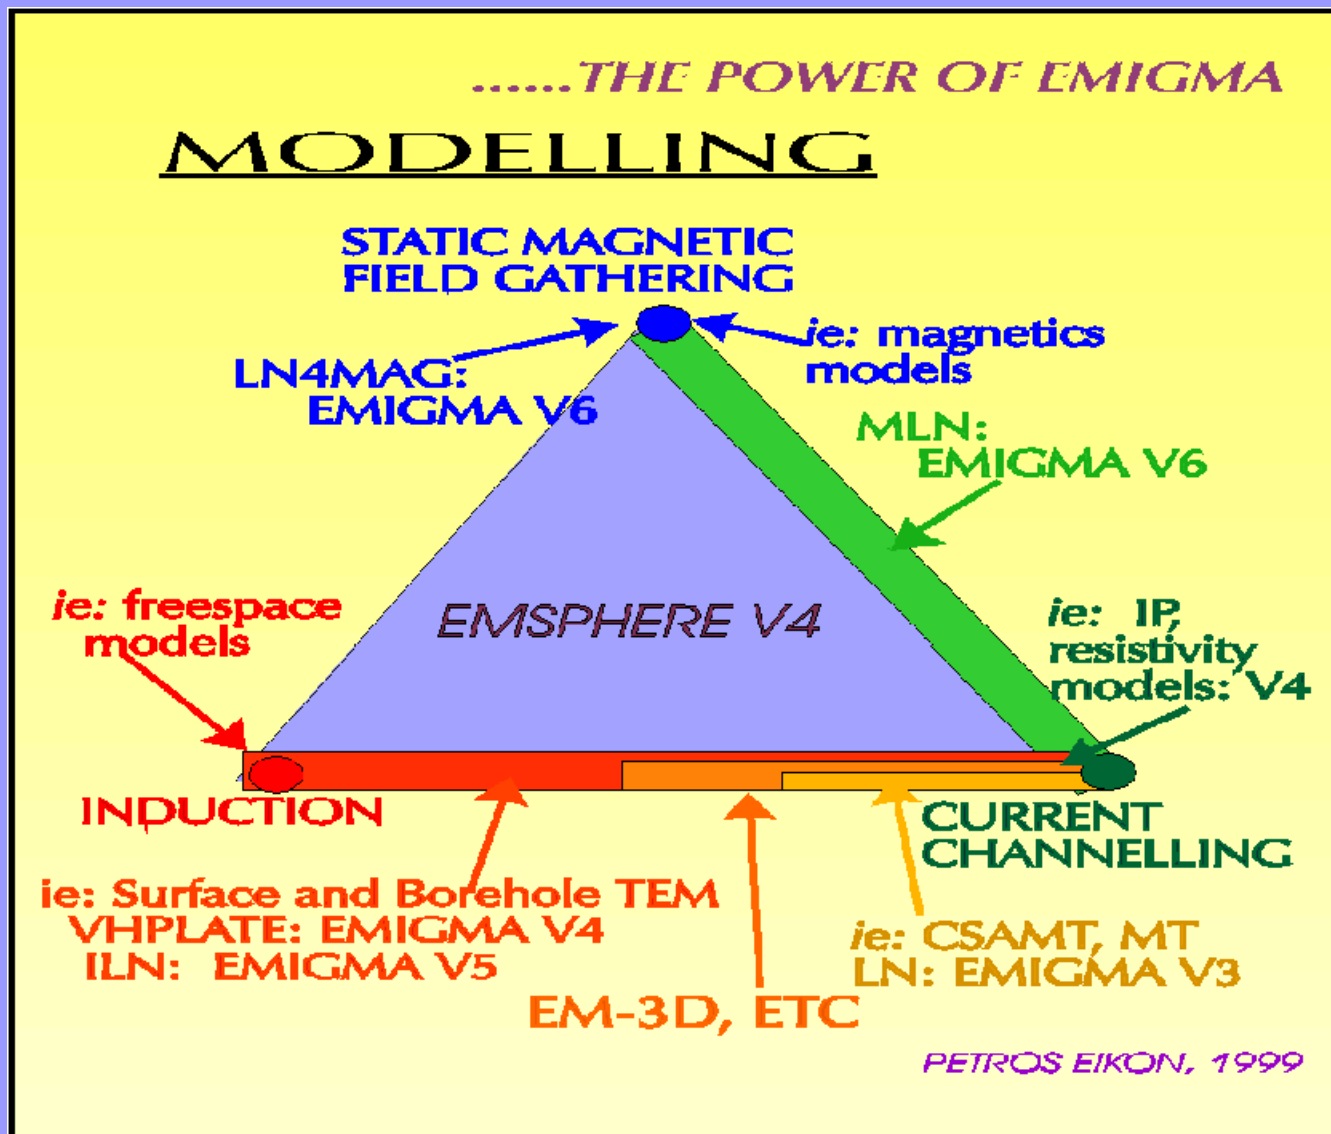 ......THE POWER OF EMIGMA
MODELLING
STATIC MAGNETIC
FIELD GATHERING
ie: magnetics
models
LN4MAG:
EMIGMA V6
MLN:
EMIGMA V6
ie: freespace
models
EMSPHERE V4
ie: IP,
resistivity
models: V4
INDUCTION
CURRENT
CHANNELLING
ie: Surface and Borehole TEM
VHPLATE: EMIGMA V4
ILN: EMIGMA V5
ie: CSAMT, MT
LN: EMIGMA V3
EM-3D, ETC
PETROS EIKON, 1999